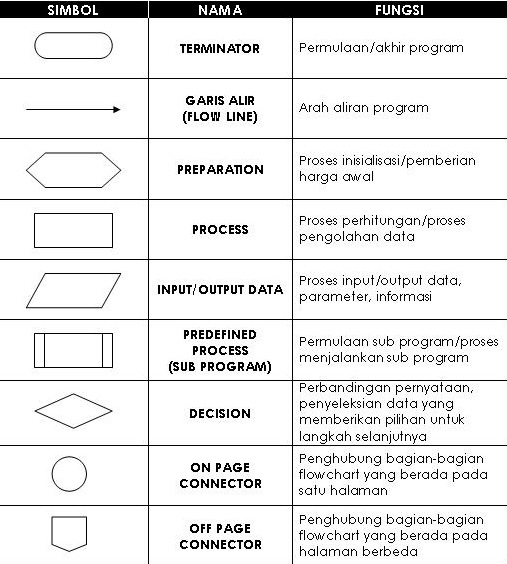 SIMBOL NAMA FUNGSI
TERMINATOR
Permulaan/akhir program
GARIS ALIR
(FLOW LINE)
Arah aliran program
PREPARATION
Proses inisialisasi/pemberian
harga awal
PROCESS
Proses perhitungan/proses
pengolahan data
INPUT/OUTPUT DATA
Proses input/output data,
parameter, informasi
PREDEFINED
PROCESS
(SUB PROGRAM)
Permulaan sub program/proses
menjalankan sub program
DECISION
Perbandingan pernyataan,
penyeleksian data yang
memberikan pilihan untuk
langkah selanjutnya
ON PAGE
CONNECTOR
Penghubung bagian-bagian
flowchart yang berada pada
satu halaman
OFF PAGE
CONNECTOR
Penghubung bagian-bagian
flowchart yang berada pada
halaman berbeda